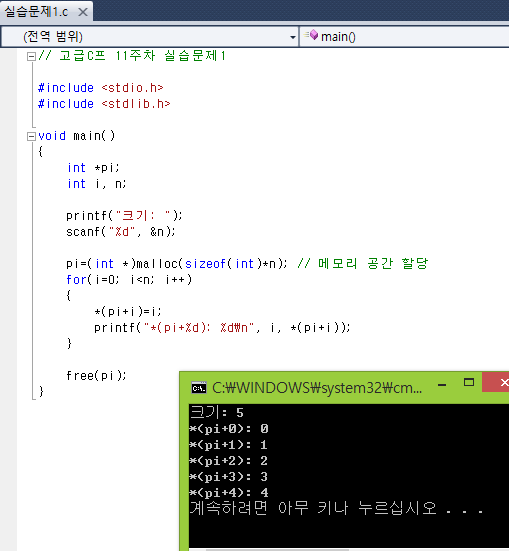 실습문제1.c ×
(전역 범위) main()
// 고급C프 11주차 실습문제1
#include <stdio.h>
#include <stdlib.h>
void main()
{
int *pi;
int i, n;
printf("크기: ");
scanf("%d", &n);
pi=(int *)malloc(sizeof(int)*n); // 메모리 공간 할당
for(i=0; i<n; i++)
{
*(pi+i)=i;
printf("*(pi+%d): %d₩n", i, *(pi+i));
}
free(pi);
}
C:₩WINDOWS₩system32₩cm...
크기: 5
*(pi+0): 0
*(pi+1): 1
*(pi+2): 2
*(pi+3): 3
*(pi+4): 4
계속하려면 아무 키나 누르십시오 . . .